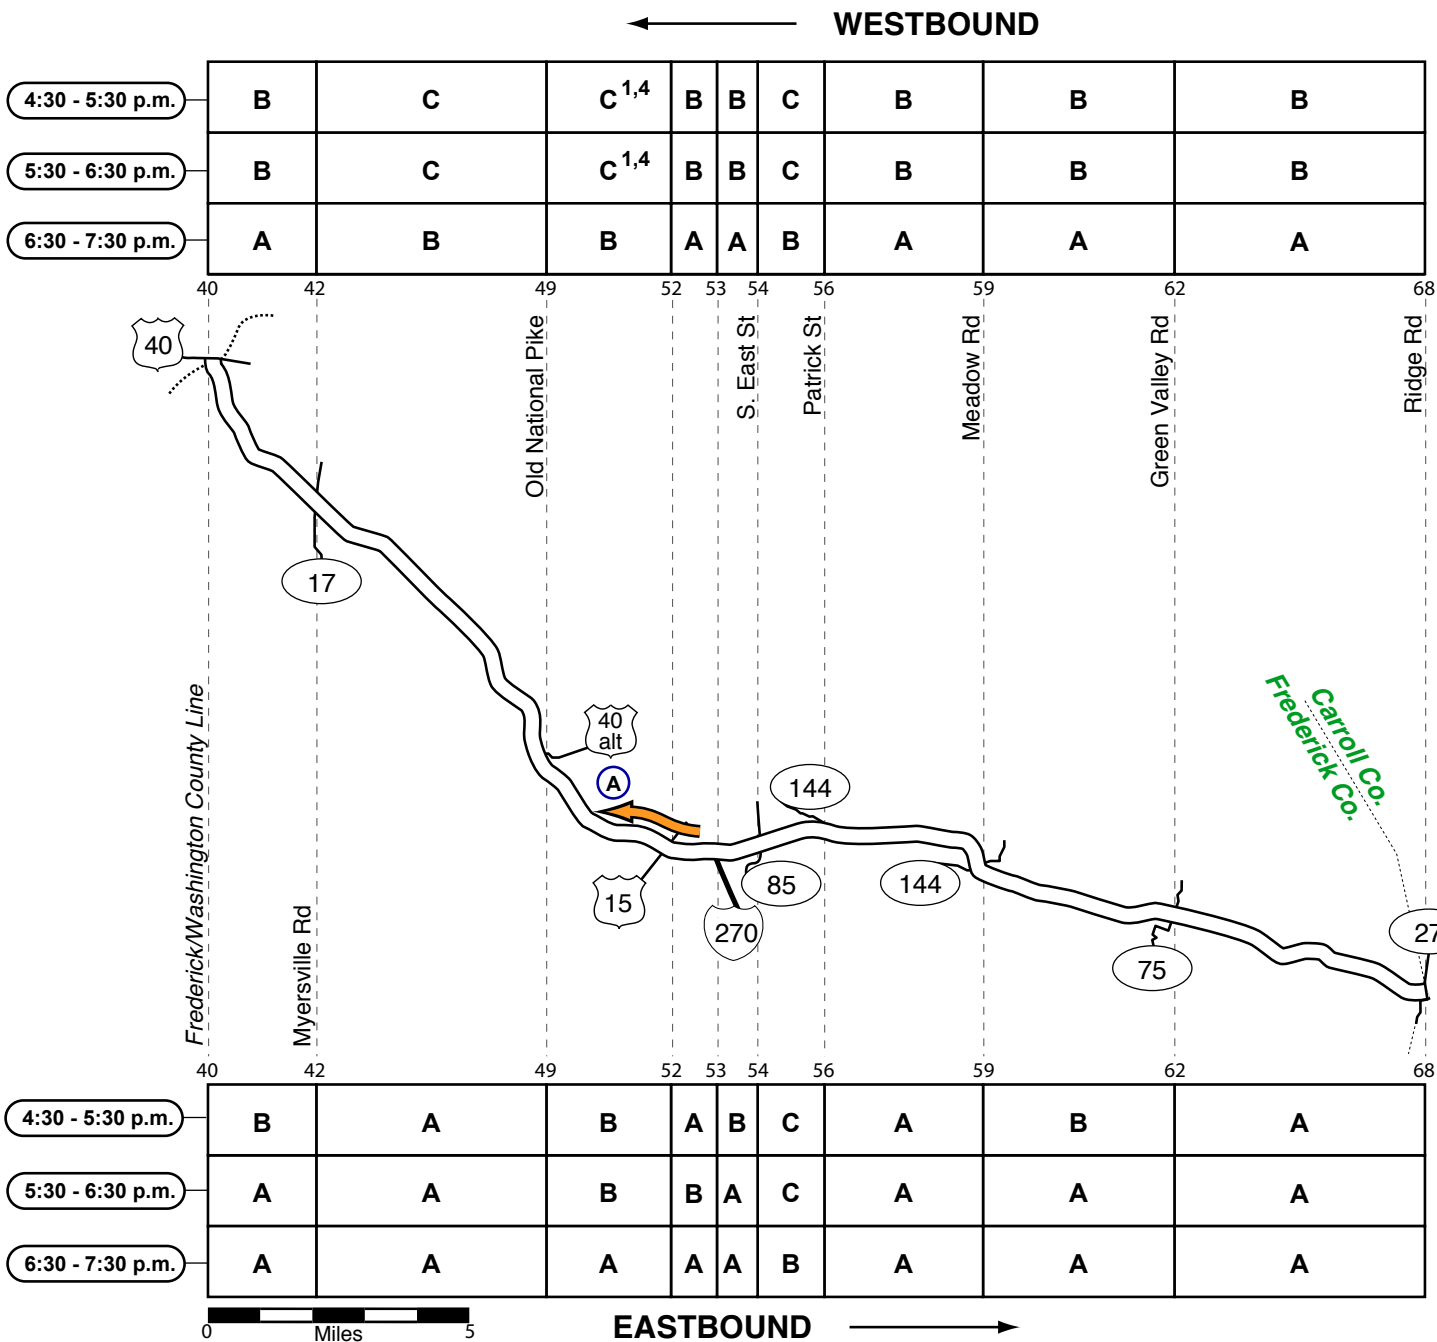 WESTBOUND
4:30 - 5:30 p.m. B C C 1,4 B B C B B B
5:30 - 6:30 p.m. B C C 1,4 B B C B B B
6:30 - 7:30 p.m. A B B A A B A A A
40 42 49 52 53 54 56 59 62 68
40
Old National Pike
S. East St
Patrick St
Meadow Rd
Green Valley Rd
Ridge Rd
17
Frederick/Washington County Line
Myersville Rd
40
alt
A
144
15
270
85
144
75
27
Carroll Co.
Frederick Co.
40 42 49 52 53 54 56 59 62 68
4:30 - 5:30 p.m. B A B A B C A B A
5:30 - 6:30 p.m. A A B B A C A A A
6:30 - 7:30 p.m. A A A A A B A A A
0 Miles 5
EASTBOUND